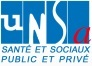 uNSa
SANTÉ ET SOCIAUX
PUBLIC ET PRIVÉ